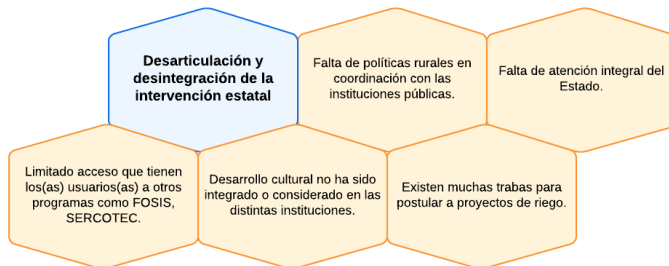 Desarticulación y
desintegración de la
intervención estatal
Falta de políticas rurales en
coordinación con las
instituciones públicas.
Falta de atención integral del
Estado.
Limitado acceso que tienen
los(as) usuarios(as) a otros
programas como FOSIS,
SERCOTEC.
Desarrollo cultural no ha sido
integrado o considerado en las
distintas instituciones.
Existen muchas trabas para
postular a proyectos de riego.